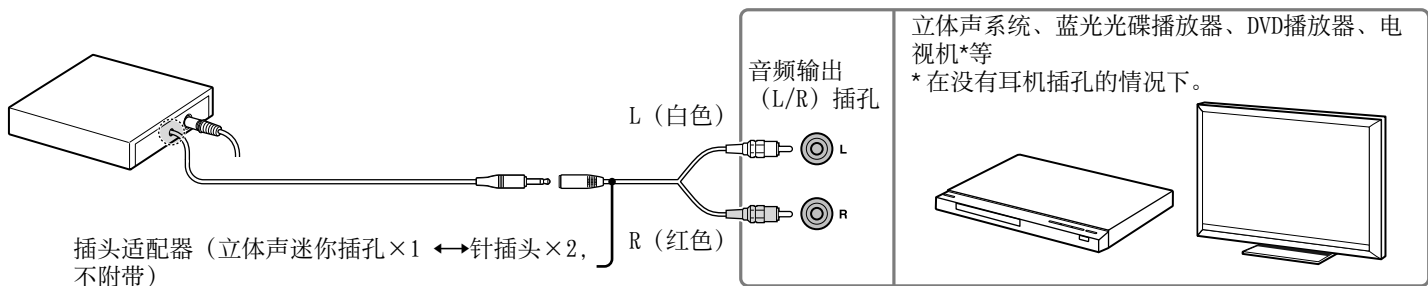 立体声系统、蓝光光碟播放器、DVD播放器、电
视机*等
* 在没有耳机插孔的情况下。
音频输出
（L/R）插孔
L（白色）
L
R
R（红色）
插头适配器（立体声迷你插孔×1 ⟷针插头×2，
不附带）